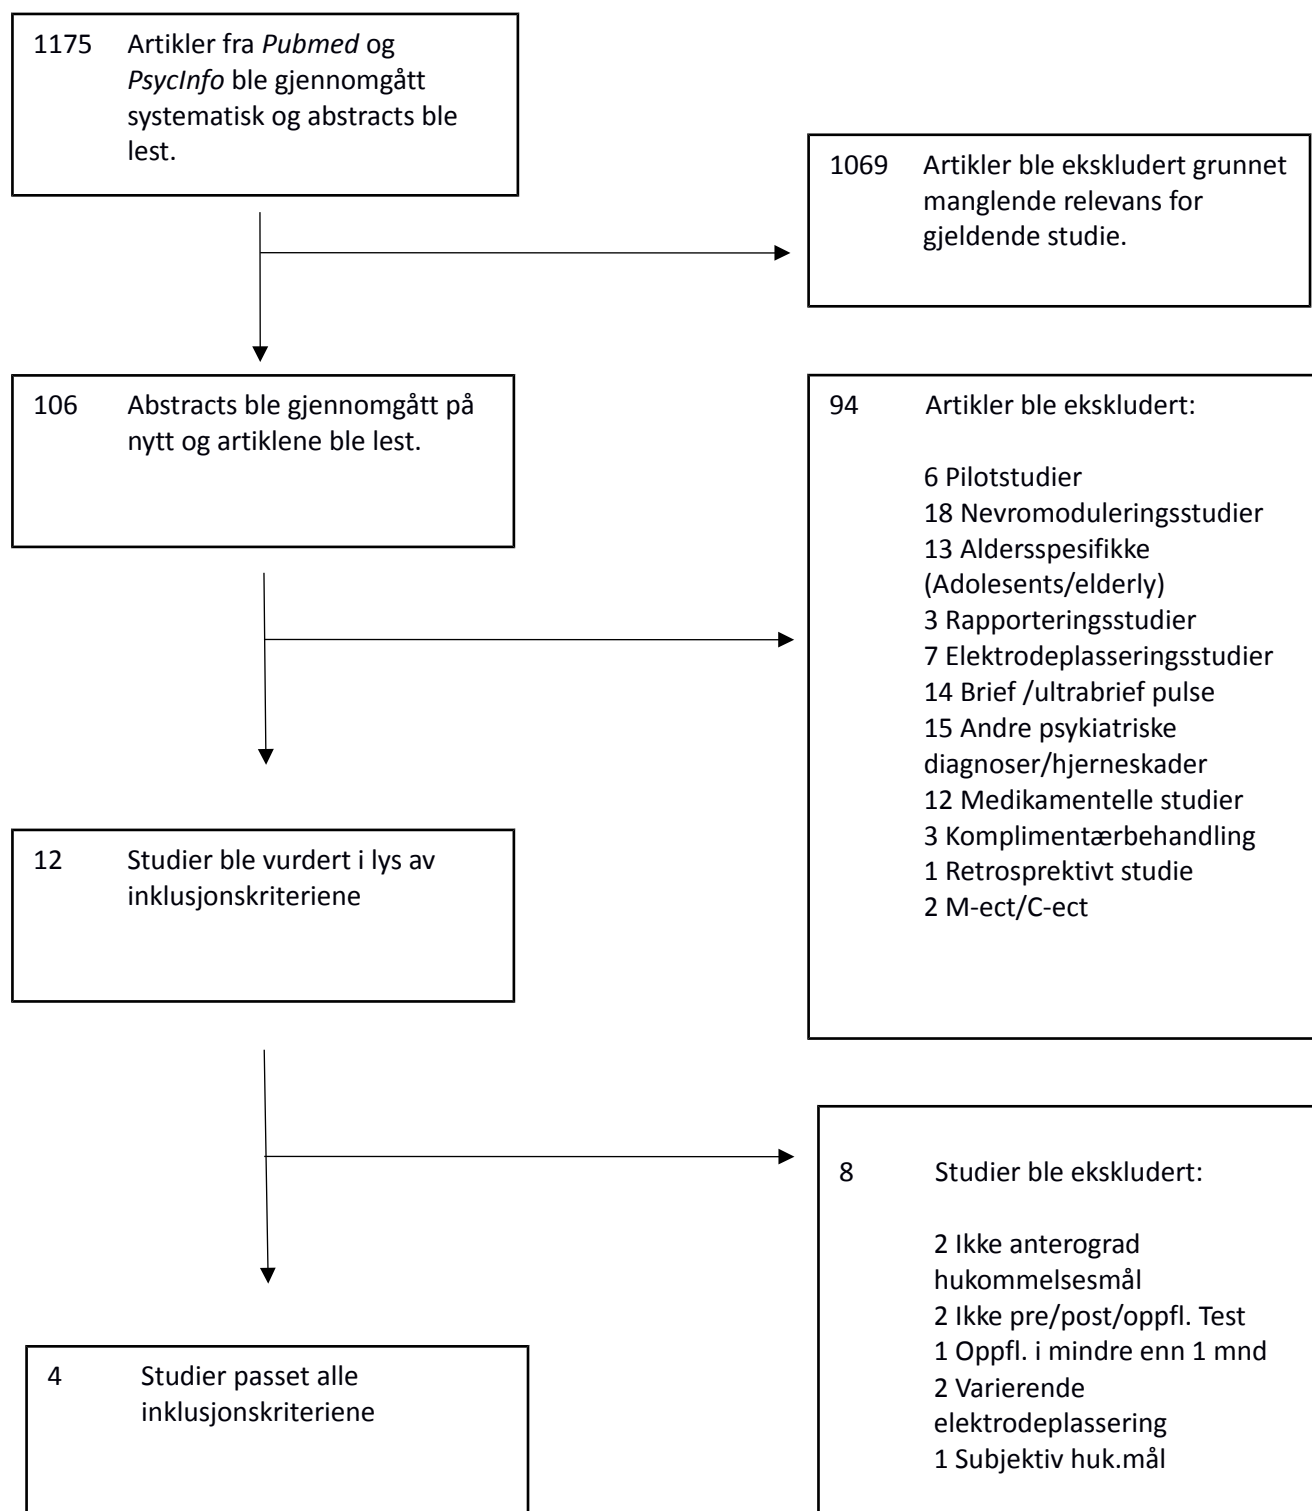 1175 Artikler fra Pubmed og
PsycInfo ble gjennomgått
systematisk og abstracts ble
lest.
1069 Artikler ble ekskludert grunnet
manglende relevans for
gjeldende studie.
106 Abstracts ble gjennomgått på
nytt og artiklene ble lest.
94 Artikler ble ekskludert:
6 Pilotstudier
18 Nevromoduleringsstudier
13 Aldersspesifikke
(Adolesents/elderly)
3 Rapporteringsstudier
7 Elektrodeplasseringsstudier
14 Brief /ultrabrief pulse
15 Andre psykiatriske
diagnoser/hjerneskader
12 Medikamentelle studier
3 Komplimentærbehandling
1 Retrosprektivt studie
2 M-ect/C-ect
12 Studier ble vurdert i lys av
inklusjonskriteriene
8 Studier ble ekskludert:
2 Ikke anterograd
hukommelsesmål
2 Ikke pre/post/oppfl. Test
1 Oppfl. i mindre enn 1 mnd
2 Varierende
elektrodeplassering
1 Subjektiv huk.mål
4 Studier passet alle
inklusjonskriteriene